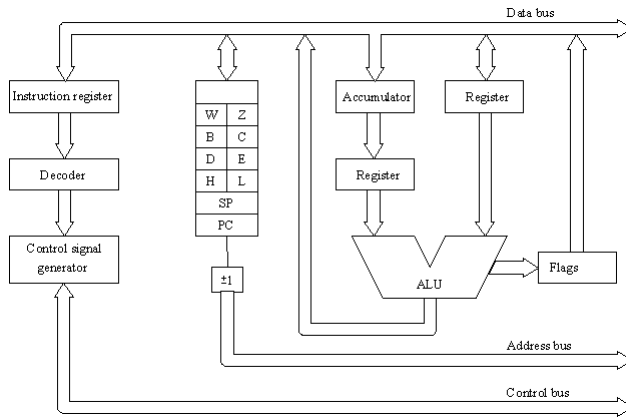 Data bus
Instruction register
Accumulator
Register
W Z
B C
D E
H L
SP
PC
Decoder
Register
Control signal
generator
±1
ALU
Flags
Address bus
Control bus